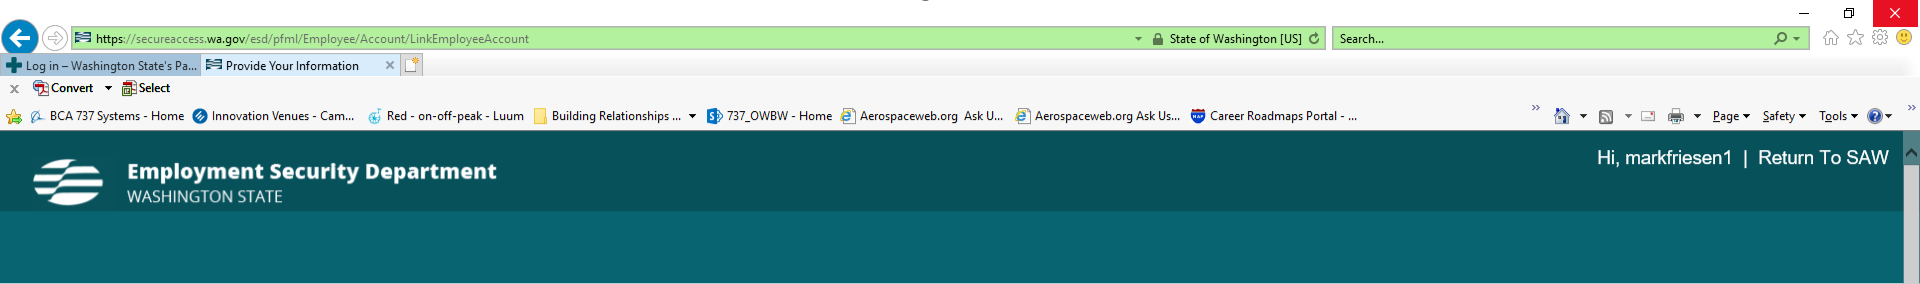 https://secureaccess.wa.gov/esd/pfml/Employee/Account/LinkEmployeeAccount State of Washington [US] Search...
Log in – Washington State's Pa... Provide Your Information
x Convert Select
BCA 737 Systems - Home Innovation Venues - Cam... Red - on-off-peak - Luum Building Relationships ... 737_OWBW - Home Aerospaceweb.org Ask U... Aerospaceweb.org Ask Us... Career Roadmaps Portal - ... Page Safety Tools
Hi, markfriesen1 | Return To SAW
Employment Security Department
WASHINGTON STATE